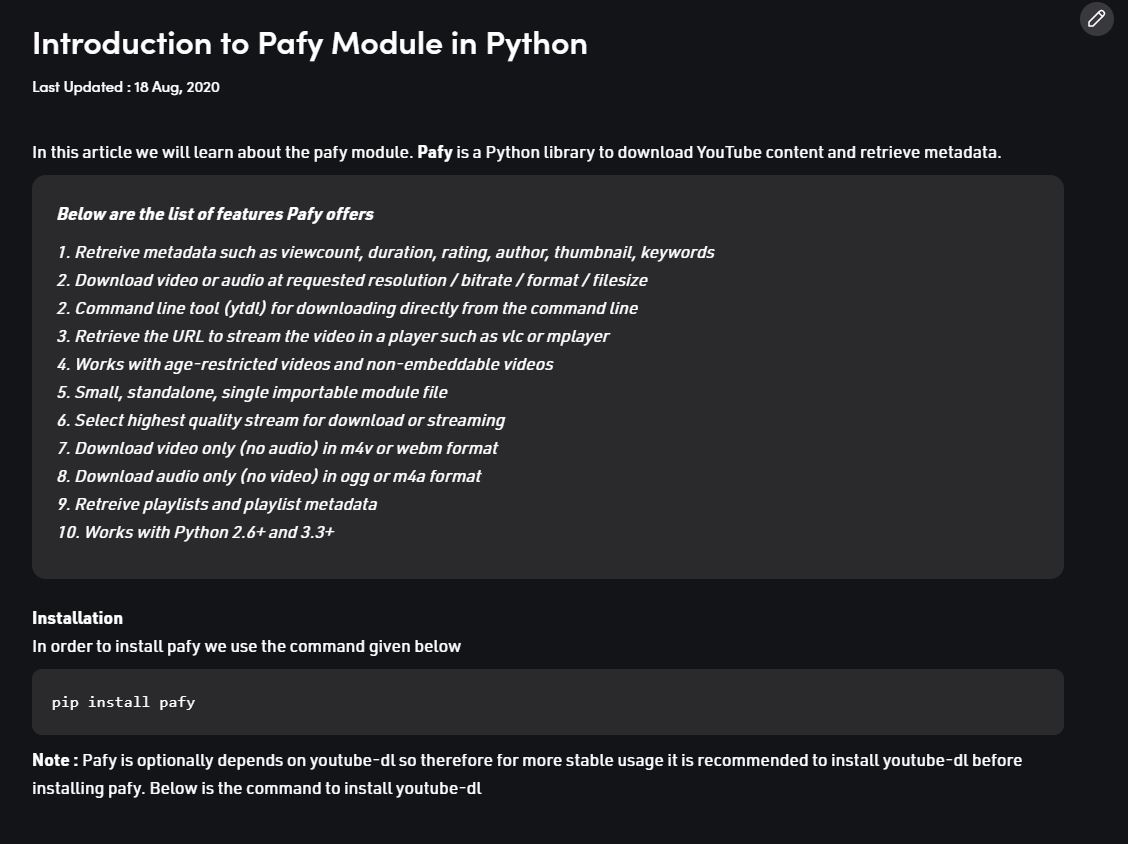 Introduction to Pafy Module in Python
Last Updated : 18 Aug, 2020
In this article we will learn about the pafy module. Pafy is a Python library to download YouTube content and retrieve metadata.
Below are the list of features Pafy offers
1. Retreive metadata such as viewcount, duration, rating, author, thumbnail, keywords
2. Download video or audio at requested resolution / bitrate / format / filesize
2. Command line tool (ytdl) for downloading directly from the command line
3. Retrieve the URL to stream the video in a player such as vlc or mplayer
4. Works with age-restricted videos and non-embeddable videos
5. Small, standalone, single importable module file
6. Select highest quality stream for download or streaming
7. Download video only (no audio) in m4v or webm format
8. Download audio only (no video) in ogg or m4a format
9. Retreive playlists and playlist metadata
10. Works with Python 2.6+ and 3.3+
Installation
In order to install pafy we use the command given below
pip install pafy
Note : Pafy is optionally depends on youtube-dl so therefore for more stable usage it is recommended to install youtube-dl before
installing pafy. Below is the command to install youtube-dl